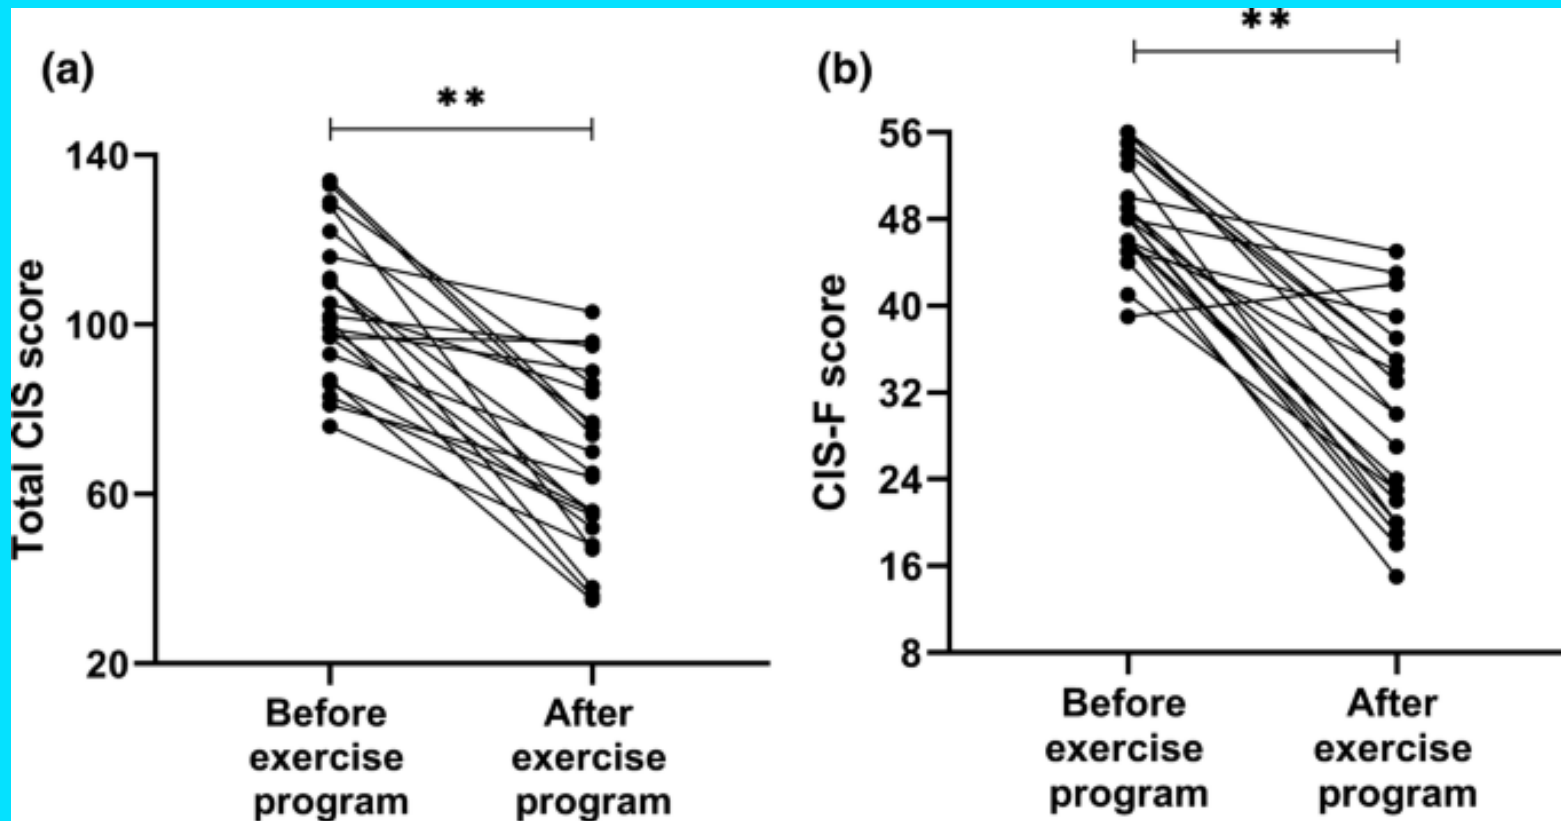 (a)
**
140
100
60
20
Total CIS score
Before
exercise
program
After
exercise
program
(b)
**
56
48
40
32
24
16
8
CIS-F score
Before
exercise
program
After
exercise
program